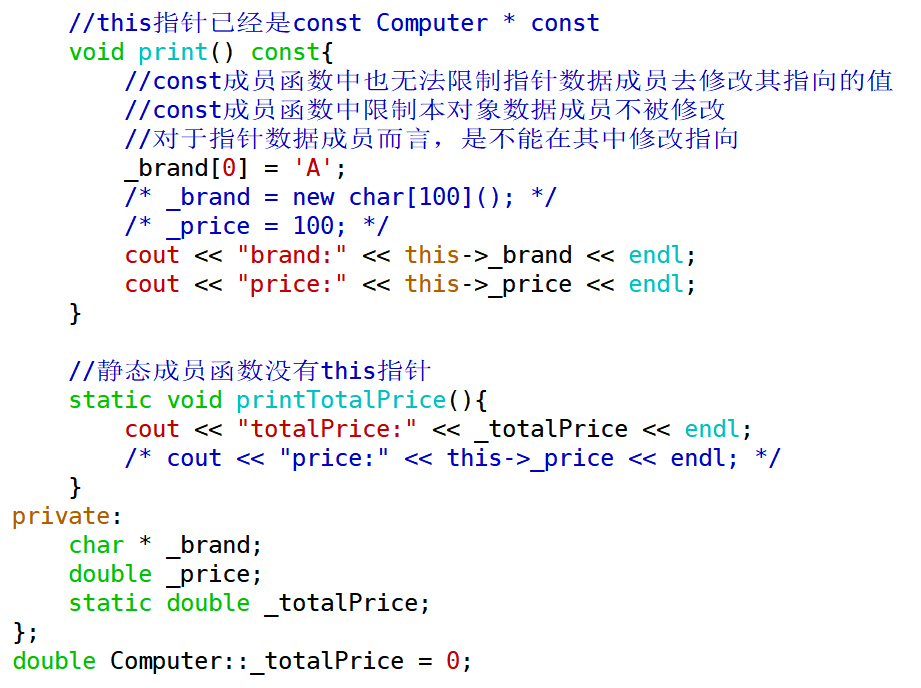 //this指针已经是const Computer * const
void print() const{
//const成员函数中也无法限制指针数据成员去修改其指向的值
//const成员函数中限制本对象数据成员不被修改
//对于指针数据成员而言，是不能在其中修改指向
_brand[0] = 'A';
/* _brand = new char[100](); */
/* _price = 100; */
cout << "brand:" << this->_brand << endl;
cout << "price:" << this->_price << endl;
}
//静态成员函数没有this指针
static void printTotalPrice(){
cout << "totalPrice:" << _totalPrice << endl;
/* cout << "price:" << this->_price << endl; */
}
private:
char * _brand;
double _price;
static double _totalPrice;
};
double Computer::_totalPrice = 0;